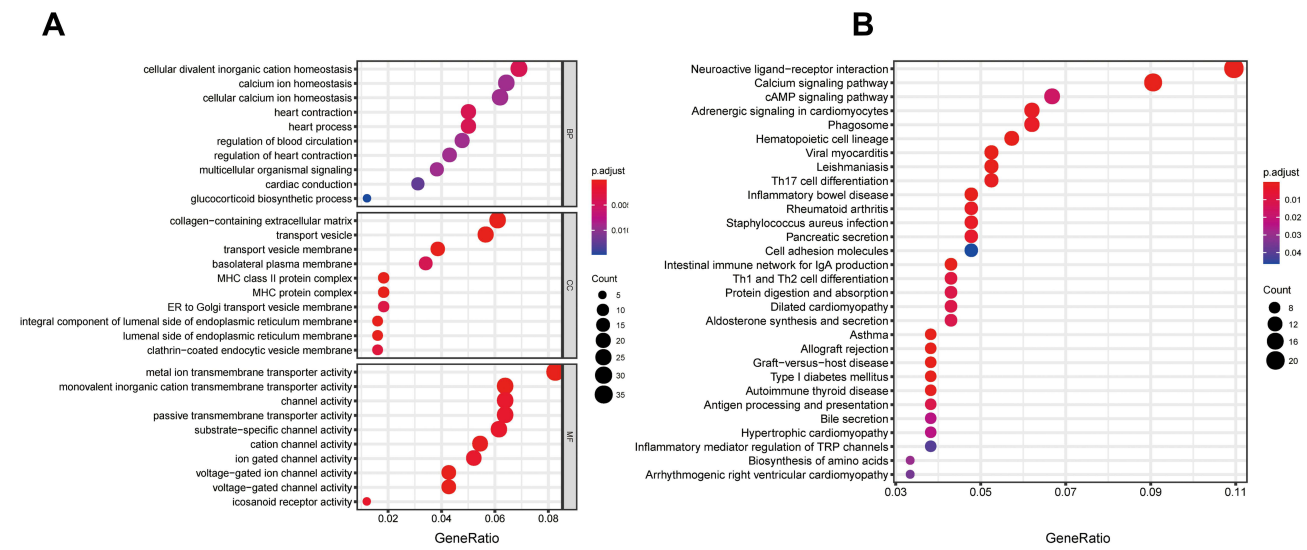 A
cellular divalent inorganic cation homeostasis
calcium ion homeostasis
cellular calcium ion homeostasis
heart contraction
heart process
regulation of blood circulation
regulation of heart contraction
multicellular organismal signaling
cardiac conduction
glucocorticoid biosynthetic process
BP
collagen−containing extracellular matrix
transport vesicle
transport vesicle membrane
basolateral plasma membrane
MHC class II protein complex
MHC protein complex
ER to Golgi transport vesicle membrane
integral component of lumenal side of endoplasmic reticulum membrane
lumenal side of endoplasmic reticulum membrane
clathrin−coated endocytic vesicle membrane
CC
metal ion transmembrane transporter activity
monovalent inorganic cation transmembrane transporter activity
channel activity
passive transmembrane transporter activity
substrate−specific channel activity
cation channel activity
ion gated channel activity
voltage−gated ion channel activity
voltage−gated channel activity
icosanoid receptor activity
MF
0.02 0.04 0.06 0.08
GeneRatio
p.adjust
0.010
Count
5
10
15
20
25
30
35
B
Neuroactive ligand−receptor interaction
Calcium signaling pathway
cAMP signaling pathway
Adrenergic signaling in cardiomyocytes
Phagosome
Hematopoietic cell lineage
Viral myocarditis
Leishmaniasis
Th17 cell differentiation
Inflammatory bowel disease
Rheumatoid arthritis
Staphylococcus aureus infection
Pancreatic secretion
Cell adhesion molecules
Intestinal immune network for IgA production
Th1 and Th2 cell differentiation
Protein digestion and absorption
Dilated cardiomyopathy
Aldosterone synthesis and secretion
Asthma
Allograft rejection
Graft−versus−host disease
Type I diabetes mellitus
Autoimmune thyroid disease
Antigen processing and presentation
Bile secretion
Hypertrophic cardiomyopathy
Inflammatory mediator regulation of TRP channels
Biosynthesis of amino acids
Arrhythmogenic right ventricular cardiomyopathy
0.03 0.05 0.07 0.09 0.11
GeneRatio
p.adjust
0.01
0.02
0.03
0.04
Count
8
12
16
20